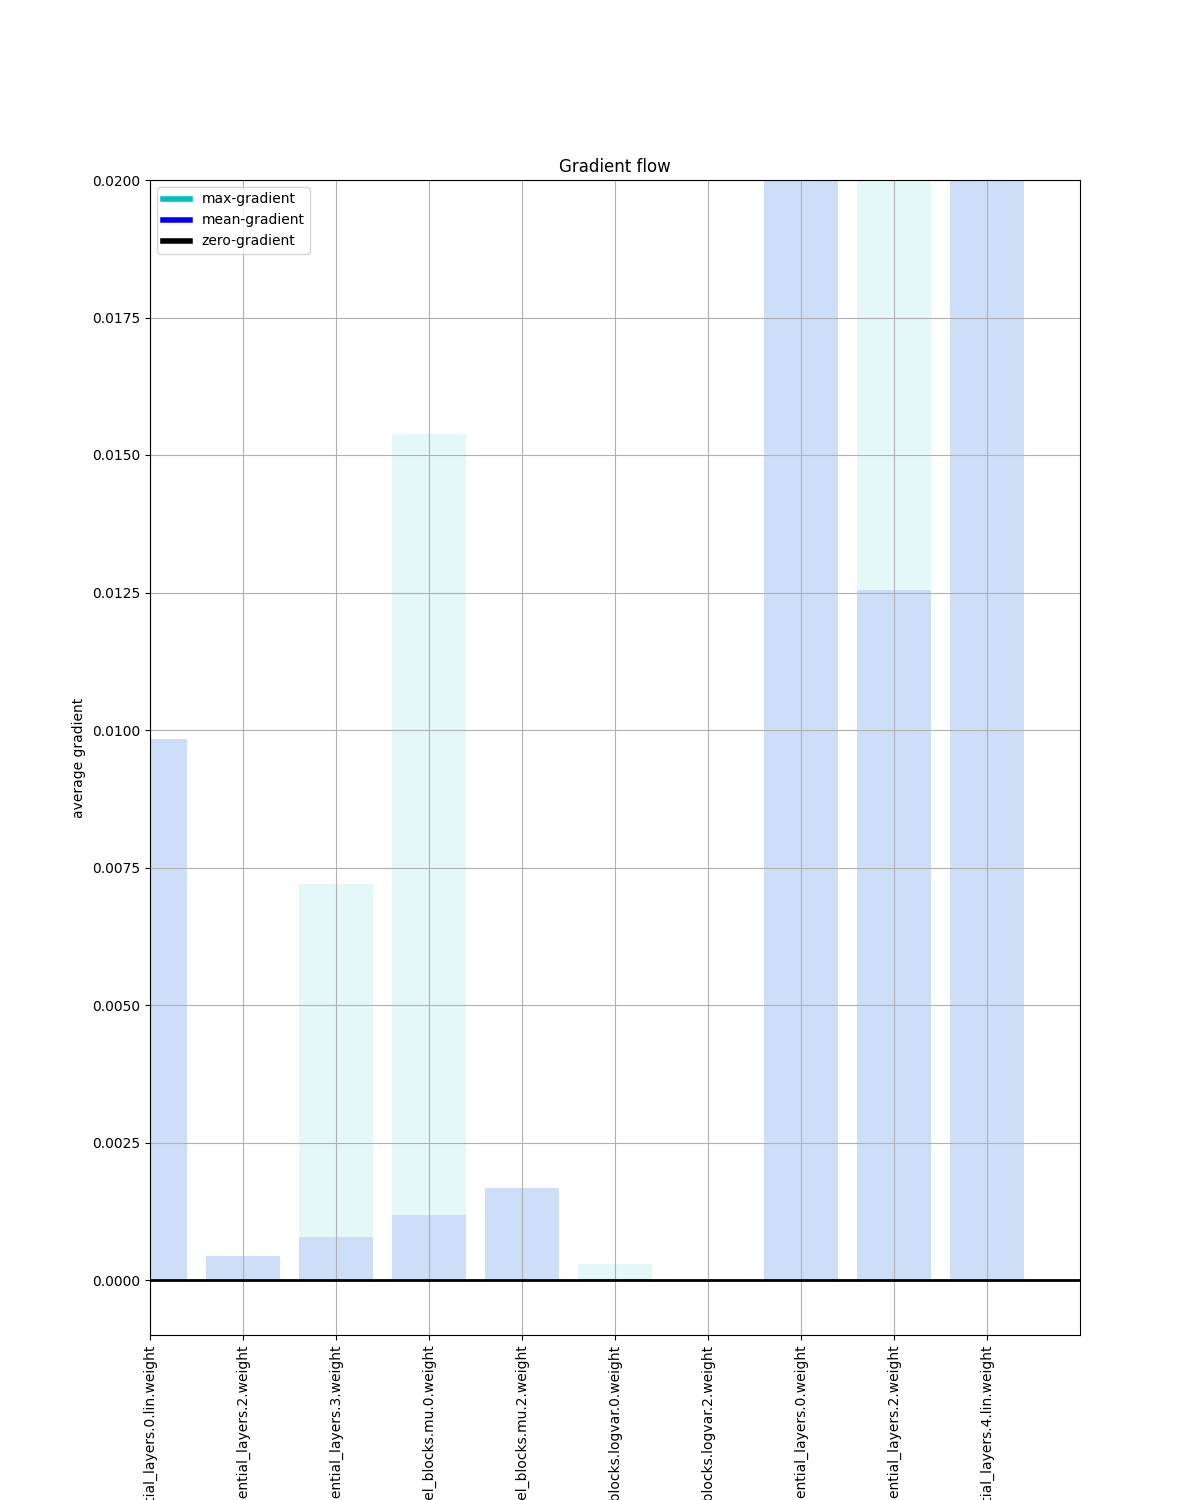 Gradient flow
max-gradient
mean-gradient
zero-gradient
0.0200
0.0175
0.0150
0.0125
0.0100
0.0075
0.0050
0.0025
0.0000
average gradient
tial_layers.0.lin.weight
ential_layers.2.weight
ential_layers.3.weight
el_blocks.mu.0.weight
el_blocks.mu.2.weight
blocks.logvar.0.weight
blocks.logvar.2.weight
ential_layers.0.weight
ential_layers.2.weight
tial_layers.4.lin.weight